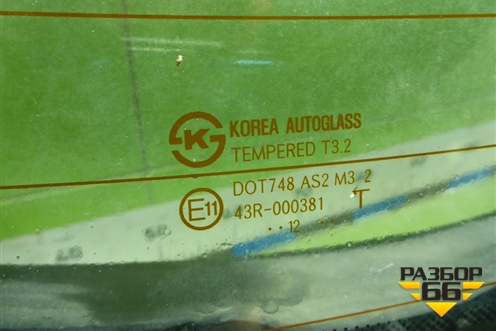 K
KOREA AUTOGLASS
TEMPERED T3.2
DOT748 AS2 M3 2
E11
43R-000381 T
·· 12
РАЗБОР
66